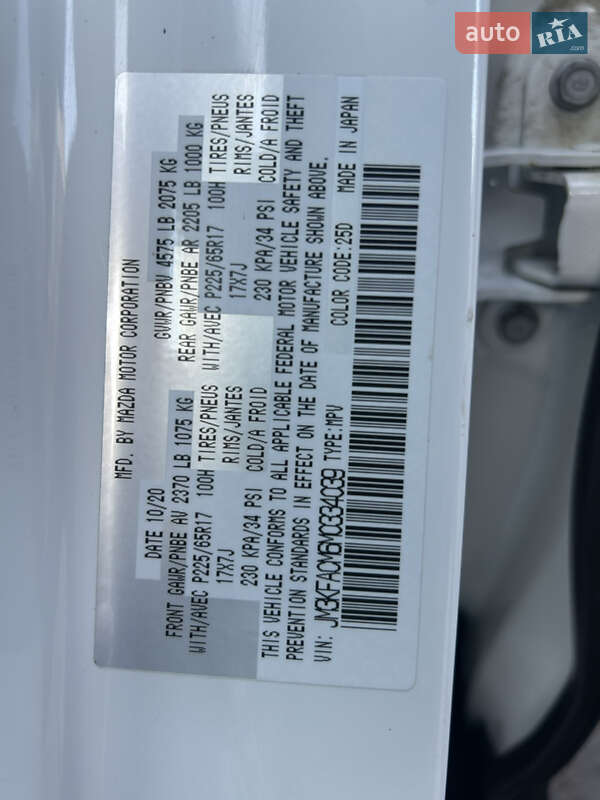 auto RIA.com
MFD. BY MAZDA MOTOR CORPORATION
DATE 10/20 GVWR/PNBV 4575 LB 2075 KG
FRONT GAWR/PNBE AV 2370 LB 1075 KG REAR GAWR/PNBE AR 2205 LB 1000 KG
WITH/AVEC P225/65R17 100H TIRES/PNEUS WITH/AVEC P225/65R17 100H TIRES/PNEUS
17X7J RIMS/JANTES 17X7J RIMS/JANTES
230 KPA/34 PSI COLD/A FROID 230 KPA/34 PSI COLD/A FROID
THIS VEHICLE CONFORMS TO ALL APPLICABLE FEDERAL MOTOR VEHICLE SAFETY AND THEFT
PREVENTION STANDARDS IN EFFECT ON THE DATE OF MANUFACTURE SHOWN ABOVE.
VIN: JM3KFACM6M0334039 TYPE:MPV COLOR CODE:25D MADE IN JAPAN